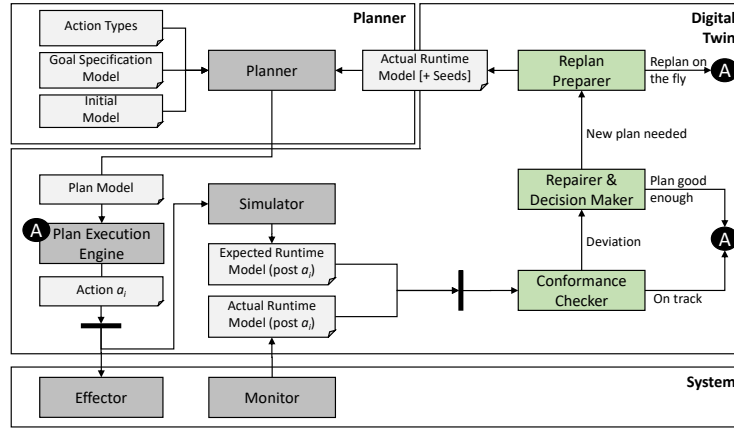 Planner
Digital
Twin
Action Types
Goal Specification
Model
Initial
Model
Planner
Actual Runtime
Model [+ Seeds]
Replan
Preparer
Replan on
the fly
A
New plan needed
Plan Model
A
Plan Execution
Engine
Action ai
Simulator
Expected Runtime
Model (post ai)
Actual Runtime
Model (post ai)
Repairer &
Decision Maker
Plan good
enough
A
Deviation
Conformance
Checker
On track
System
Effector
Monitor